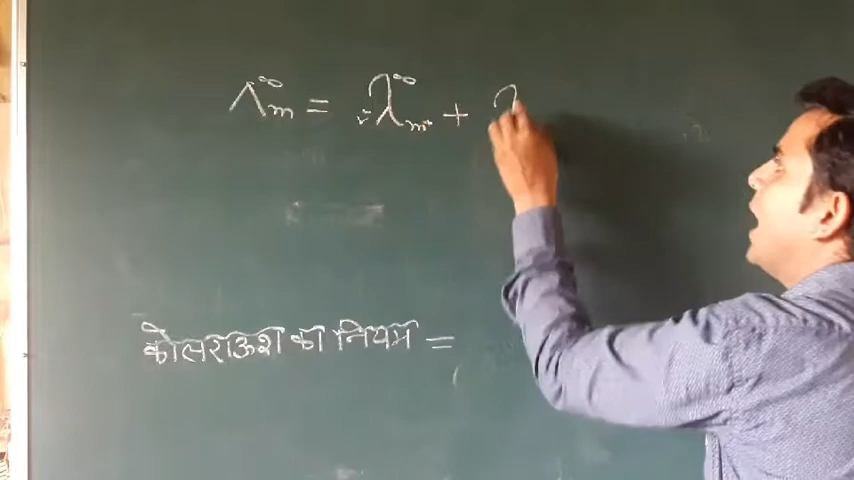 Λ∞m = ν λ∞m+ + λ
कोलराऊश का नियम =